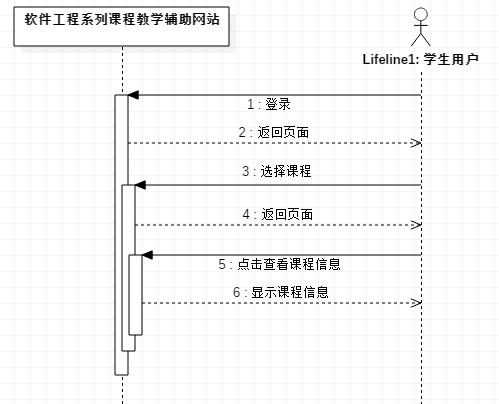 软件工程系列课程教学辅助网站
Lifeline1: 学生用户
1 : 登录
2 : 返回页面
3 : 选择课程
4 : 返回页面
5 : 点击查看课程信息
6 : 显示课程信息